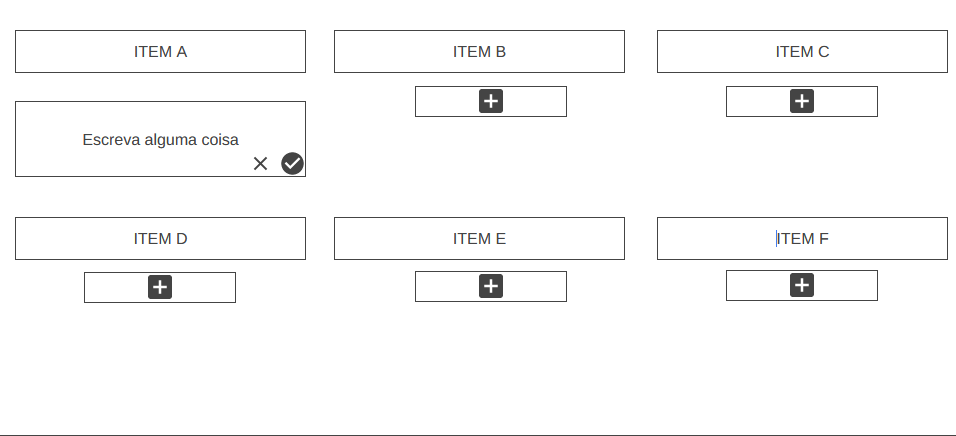 ITEM A
ITEM B
ITEM C
Escreva alguma coisa
ITEM D
ITEM E
ITEM F